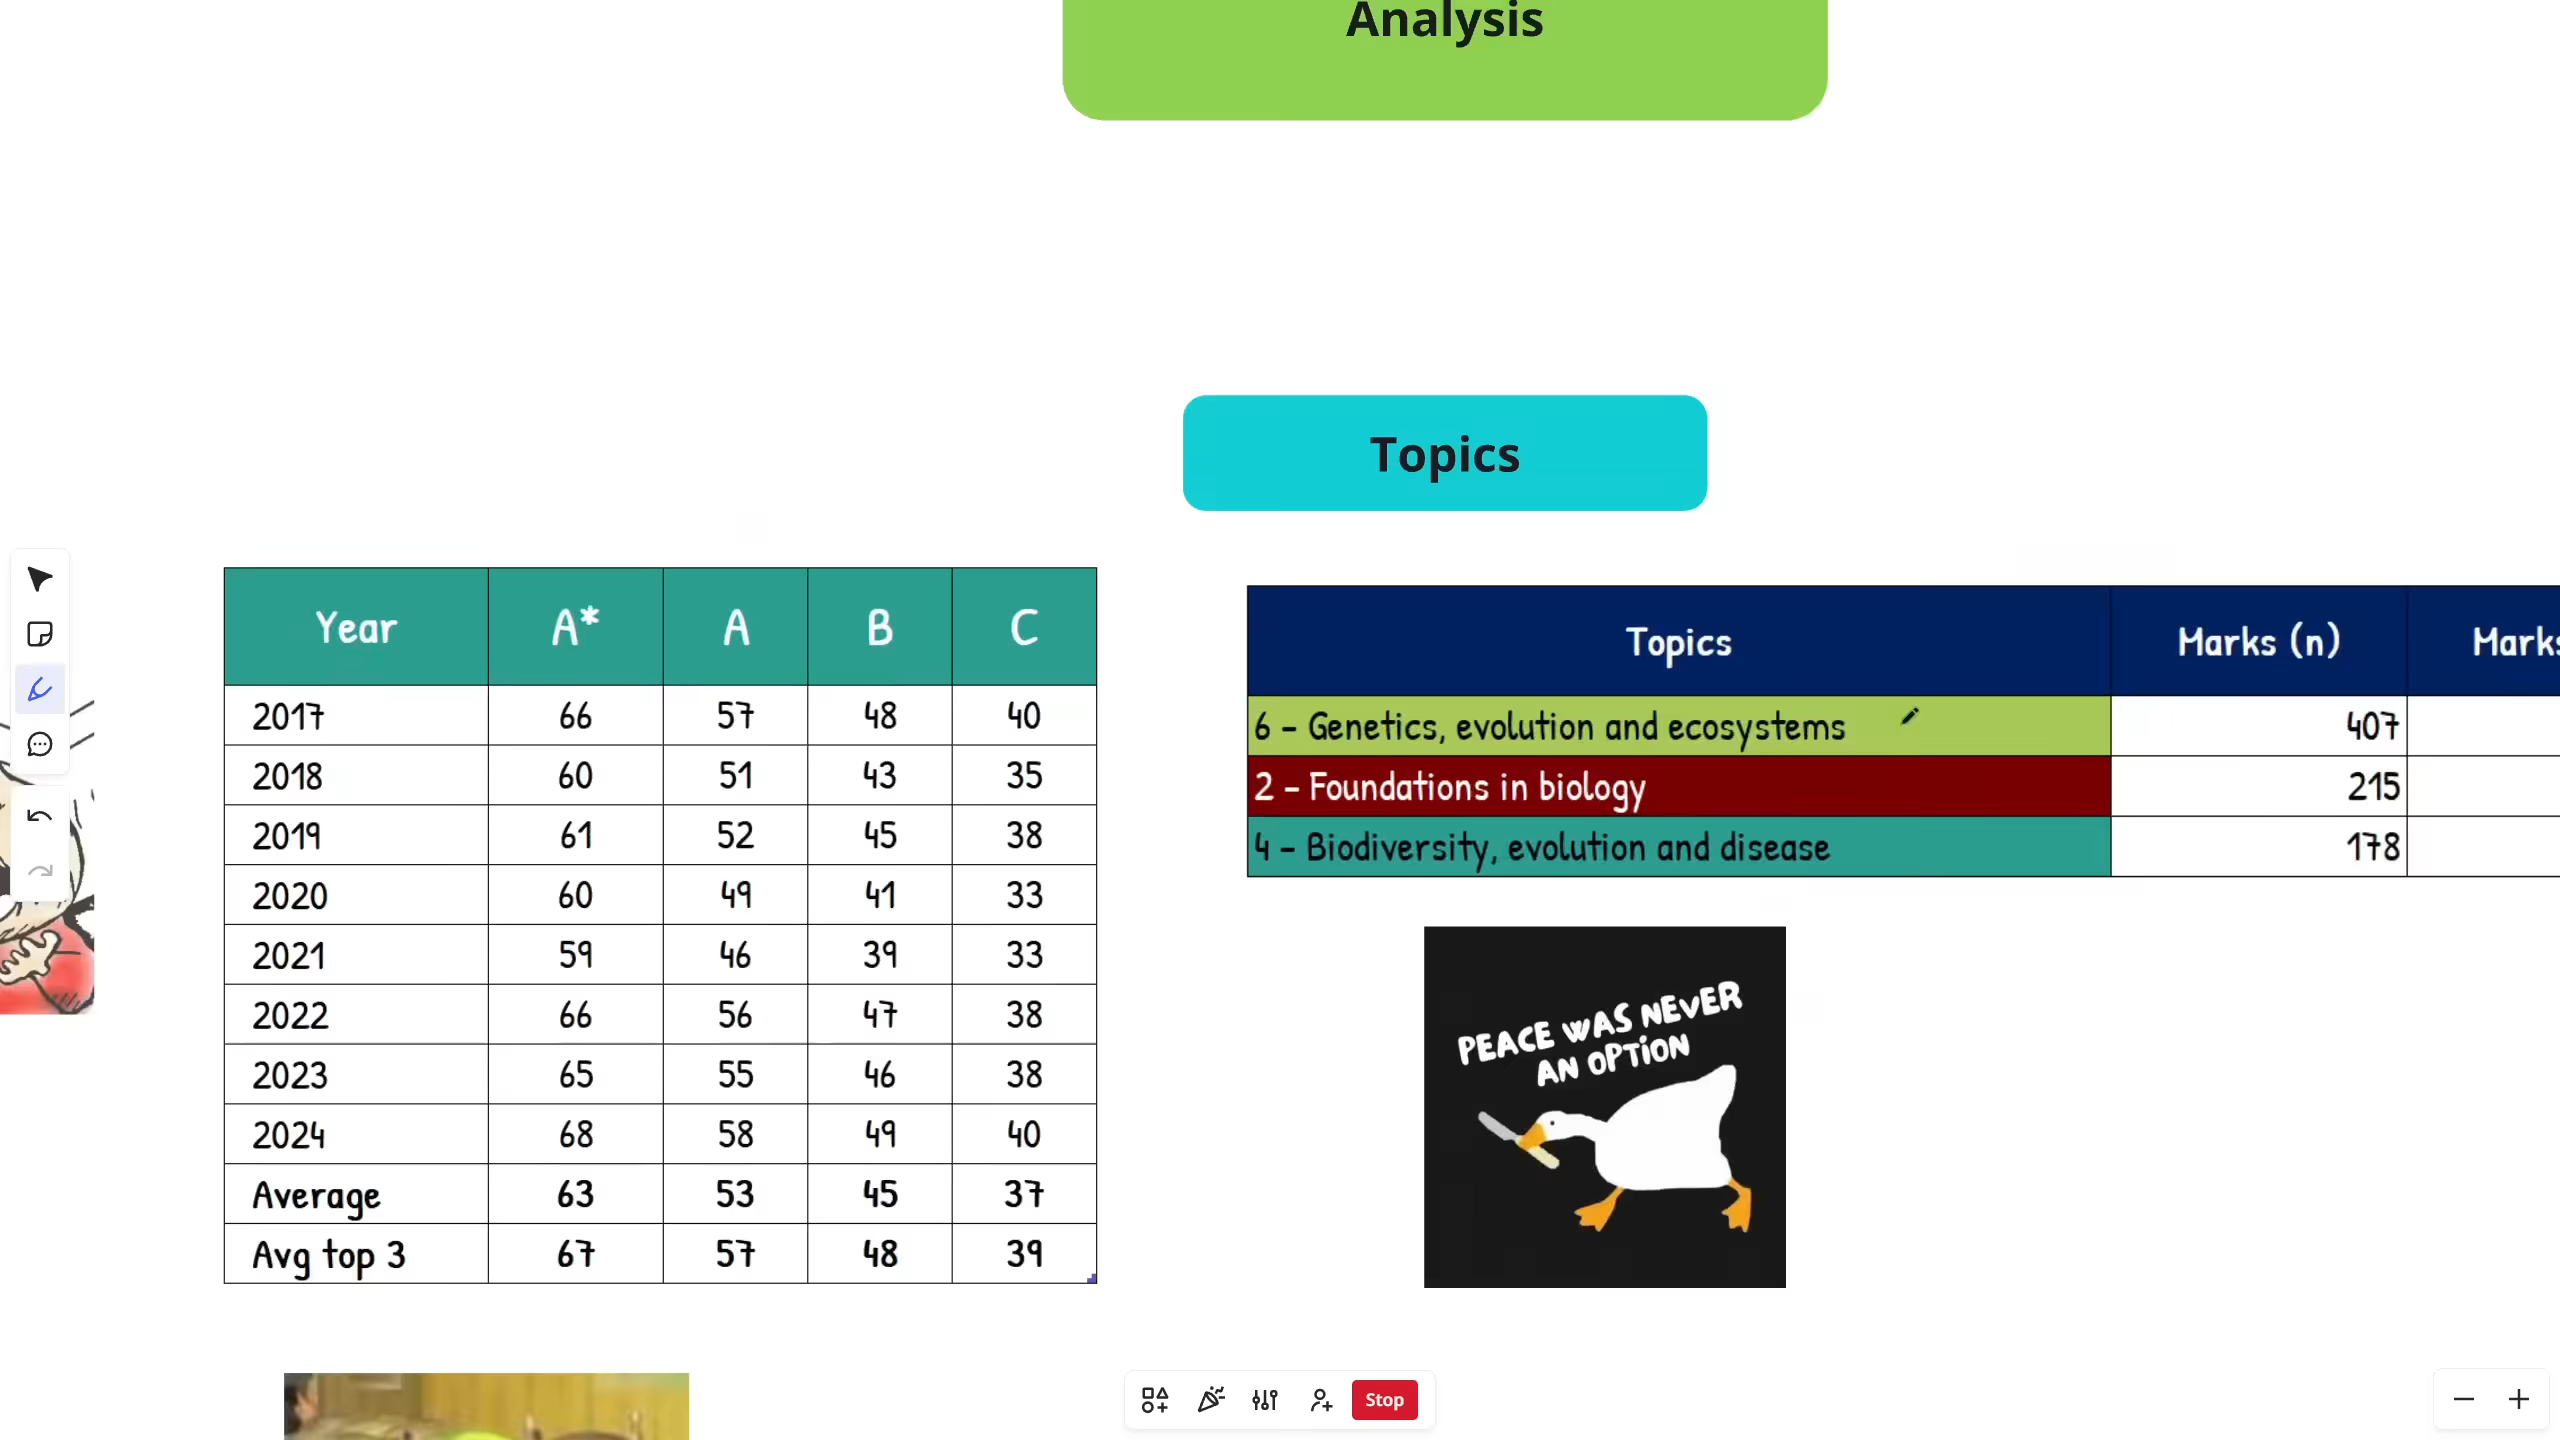 Analysis
Topics
Year A* A B C
2017 66 57 48 40
2018 60 51 43 35
2019 61 52 45 38
2020 60 49 41 33
2021 59 46 39 33
2022 66 56 47 38
2023 65 55 46 38
2024 68 58 49 40
Average 63 53 45 37
Avg top 3 67 57 48 39
Topics Marks (n)
6 – Genetics, evolution and ecosystems 407
2 – Foundations in biology 215
4 – Biodiversity, evolution and disease 178
PEACE WAS NEVER
AN OPTION
Stop